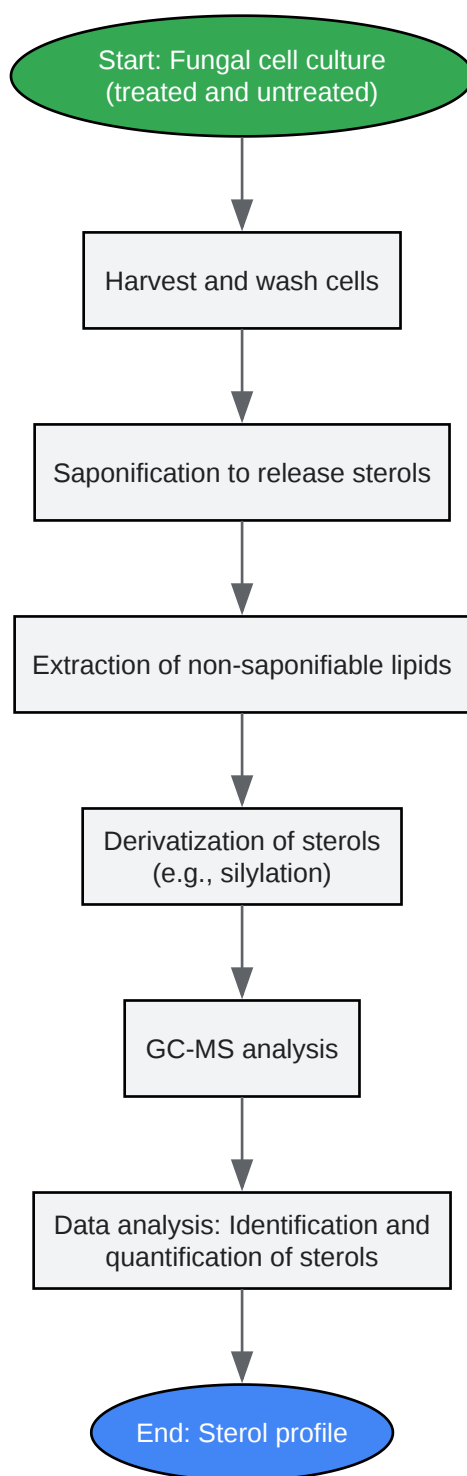 Start: Fungal cell culture
(treated and untreated)
Harvest and wash cells
Saponification to release sterols
Extraction of non-saponifiable lipids
Derivatization of sterols
(e.g., silylation)
GC-MS analysis
Data analysis: Identification and
quantification of sterols
End: Sterol profile